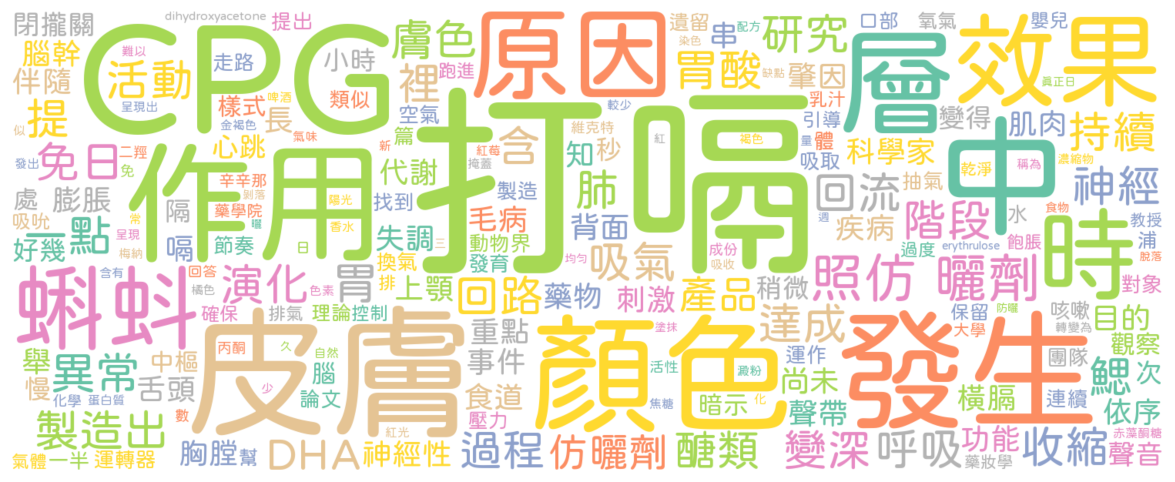 dihydroxyacetone
提出
閉攏關
CPG
原因
膚色
遺留
串
配方
研究
口部
氧氣
嬰兒
效果
層
腦幹
難以
走路
小時
跑進
裡
染色
胃酸
缺點
肇因
真正日
伴隨
活動
呈現出
啤酒
類似
樣式
金褐色
空氣
打嗝
較少
乳汁
引導
變得
肌肉
持續
提
似
長
氣味
篇
紅莓
含
維克特
紅
量
體
科學家
中
心跳
新
代謝
知
秒
褐色
吸取
乾淨
稱為
濃縮物
發出
免日
二羥
免
作用
辛辛那
剝落
陽光
製造
肺
回流
抽氣
神經
處
膨脹
隔
藥學院
香水
找到
毛病
背面
週
階段
水
食物
教授
吸吮
常
曬
疾病
飽脹
浦
脫落
一點
呈現
嗝
節奏
日
失調
動物界
成份
過度
erythrulose
時
好幾
梅納
三
換氣
發育
均勻
吸氣
吸收
含有
回答
演化
胃
排
上顎
回路
藥物
刺激
產品
稍微
照仿
曬劑
對象
蝌蚪
橘色
色素
確保
排氣
理論
控制
重點
塗抹
達成
保留
防曬
大學
咳嗽
轉變為
目的
皮膚
久
顏色
發生
舉
異常
中樞
丙酮
自然
事件
運作
團隊
觀察
慢
化學
蛋白質
舌頭
少
腦
論文
食道
活性
澱粉
尚未
橫膈
連續
鰓
次
數
壓力
焦糖
暗示
化
聲帶
依序
製造出
紅光
氣體
一半
運轉器
胸膛
幫
DHA
神經性
過程
仿曬劑
醣類
變深
呼吸
功能
藥妝學
收縮
赤藻酮糖
聲音
掩蓋